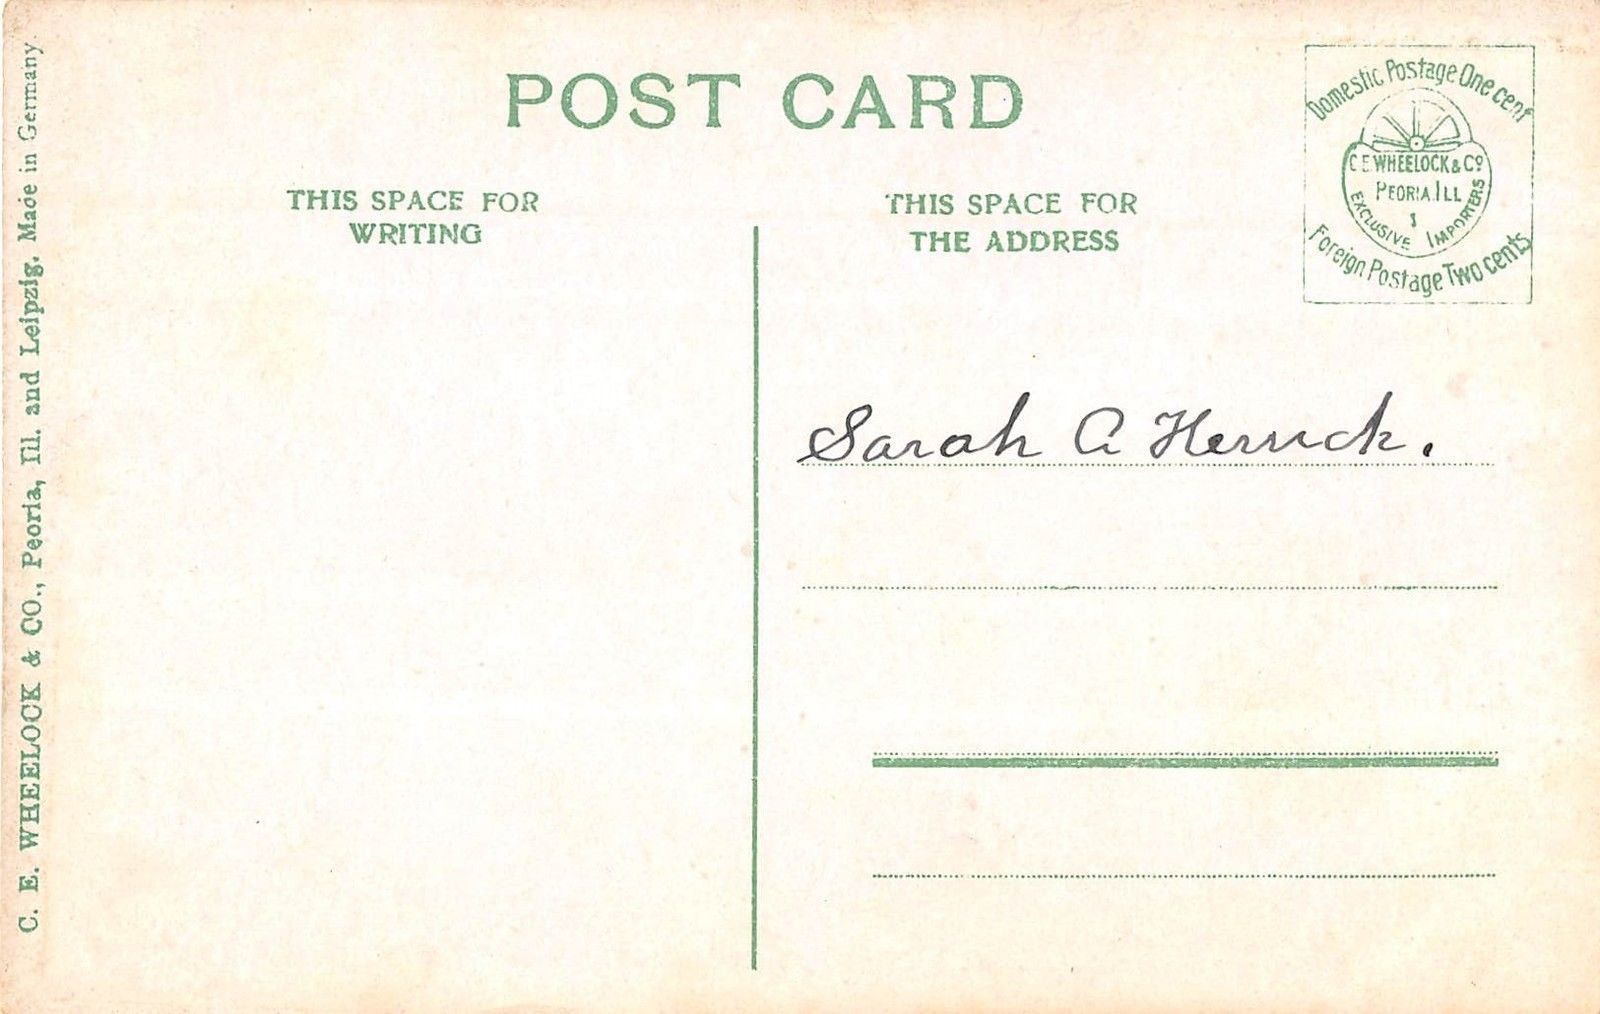 POST CARD
THIS SPACE FOR
WRITING
THIS SPACE FOR
THE ADDRESS
Domestic Postage One cent
C.E. WHEELOCK & Co
PEORIA. ILL
EXCLUSIVE IMPORTERS
Foreign Postage Two cents
Sarah A Herrick.
C. E. WHEELOCK & CO., Peoria, Ill. and Leipzig. Made in Germany